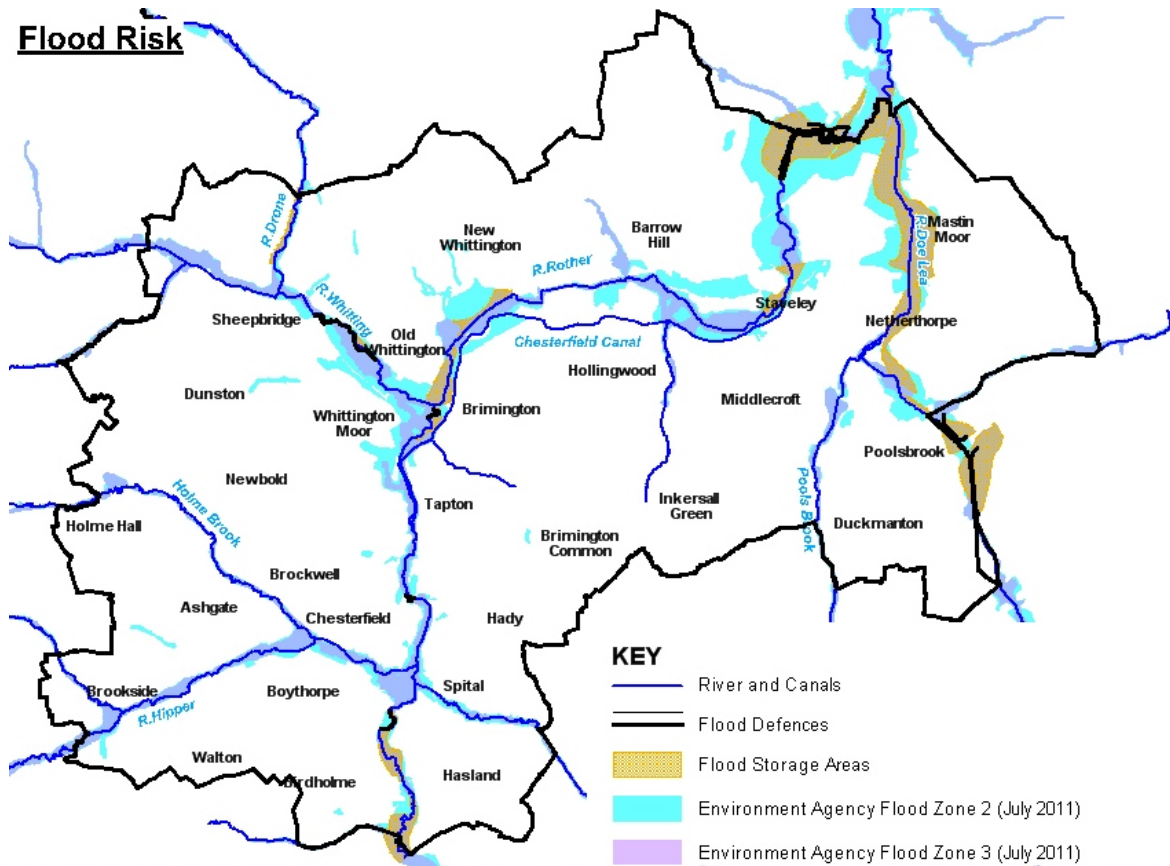 Flood Risk
R.Drone
New
Whittington
Barrow
Hill
Mastin
Moor
R.Doe Lea
R.Rother
Sheepbridge
R.Whitting
Old
Whittington
Staveley
Netherthorpe
Chesterfield Canal
Hollingwood
Dunston
Whittington
Moor
Brimington
Middlecroft
Poolsbrook
Newbold
Holme Brook
Tapton
Inkersall
Green
Pools Brook
Duckmanton
Holme Hall
Brimington
Common
Brockwell
Ashgate
Chesterfield
Hady
Brookside
Boythorpe
Spital
R.Hipper
Walton
Birdholme
Hasland
KEY
River and Canals
Flood Defences
Flood Storage Areas
Environment Agency Flood Zone 2 (July 2011)
Environment Agency Flood Zone 3 (July 2011)